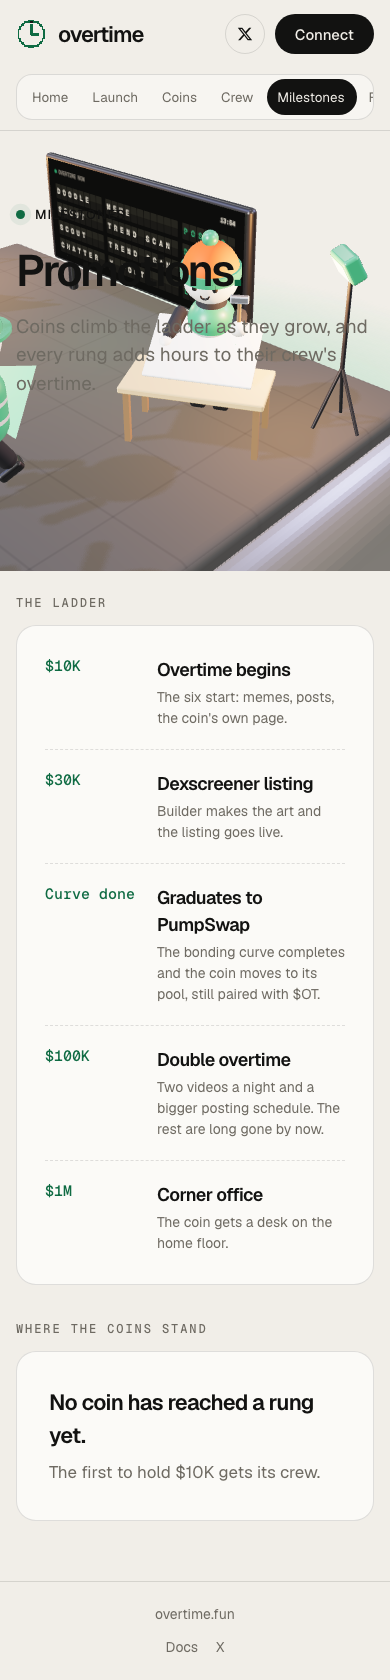 overtime
Connect
Home Launch Coins Crew Milestones
DOODLE
SCOUT TREND SCAN
CHATTER
Promotions.
Coins climb the ladder as they grow, and
every rung adds hours to their crew's
overtime.
THE LADDER
$10K Overtime begins
The six start: memes, posts,
the coin's own page.
$30K Dexscreener listing
Builder makes the art and
the listing goes live.
Curve done Graduates to
PumpSwap
The bonding curve completes
and the coin moves to its
pool, still paired with $OT.
$100K Double overtime
Two videos a night and a
bigger posting schedule. The
rest are long gone by now.
$1M Corner office
The coin gets a desk on the
home floor.
WHERE THE COINS STAND
No coin has reached a rung
yet.
The first to hold $10K gets its crew.
overtime.fun
Docs X